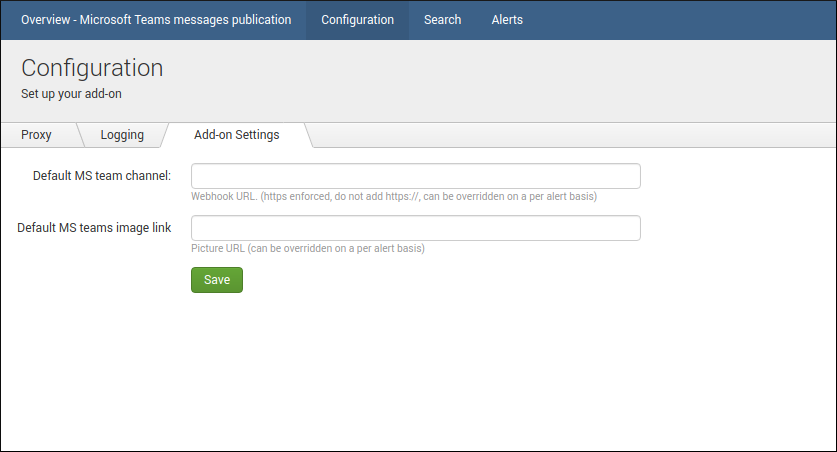 Overview - Microsoft Teams messages publication Configuration Search Alerts
Configuration
Set up your add-on
Proxy Logging Add-on Settings
Default MS team channel:
Webhook URL. (https enforced, do not add https://, can be overridden on a per alert basis)
Default MS teams image link
Picture URL (can be overridden on a per alert basis)
Save